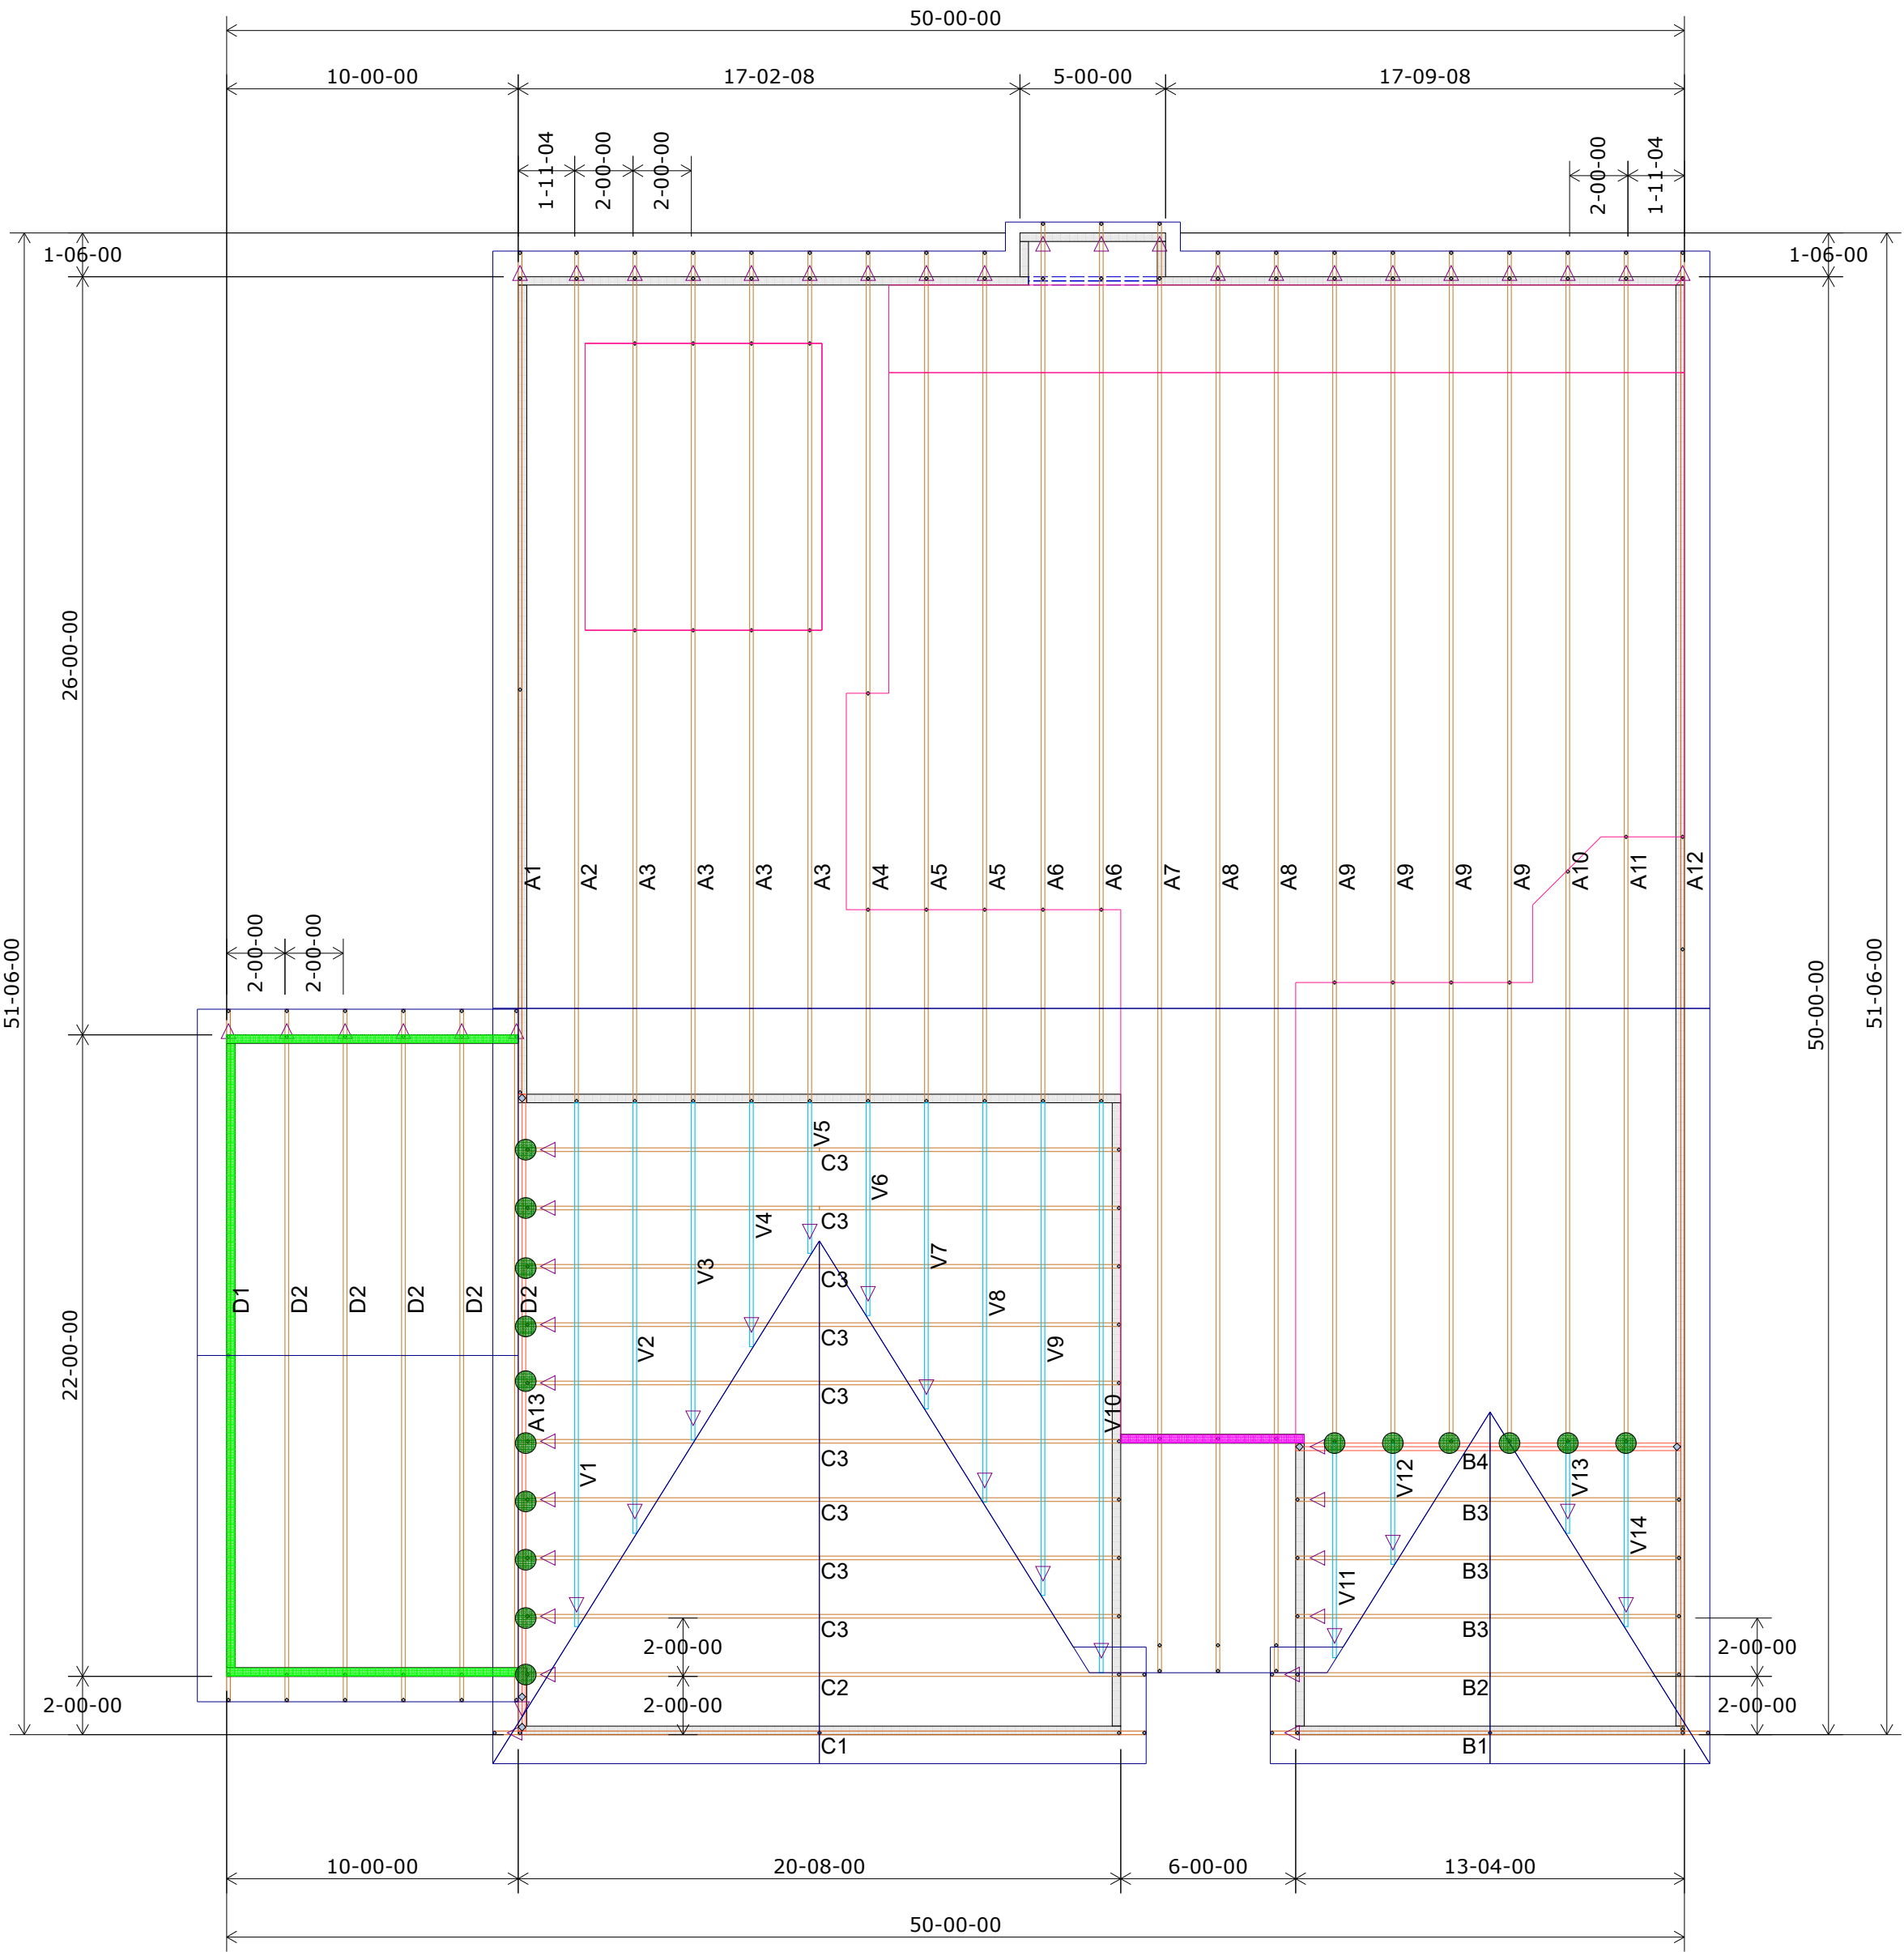 50-00-00
10-00-00
17-02-08
5-00-00
17-09-08
1-11-04
2-00-00
2-00-00
2-00-00
1-11-04
1-06-00
1-06-00
26-00-00
A1
A2
A3
A3
A3
A3
A4
A5
A5
A6
A6
A7
A8
A8
A9
A9
A9
A9
A10
A11
A12
2-00-00
2-00-00
51-06-00
50-00-00
51-06-00
V5
C3
V6
C3
V4
V7
V3
C3
D1
D2
D2
D2
D2
D2
V8
C3
V2
V9
22-00-00
C3
A13
V10
C3
B4
V12
V13
V1
C3
B3
V14
C3
B3
V11
C3
B3
2-00-00
2-00-00
C2
B2
2-00-00
2-00-00
2-00-00
C1
B1
10-00-00
20-08-00
6-00-00
13-04-00
50-00-00